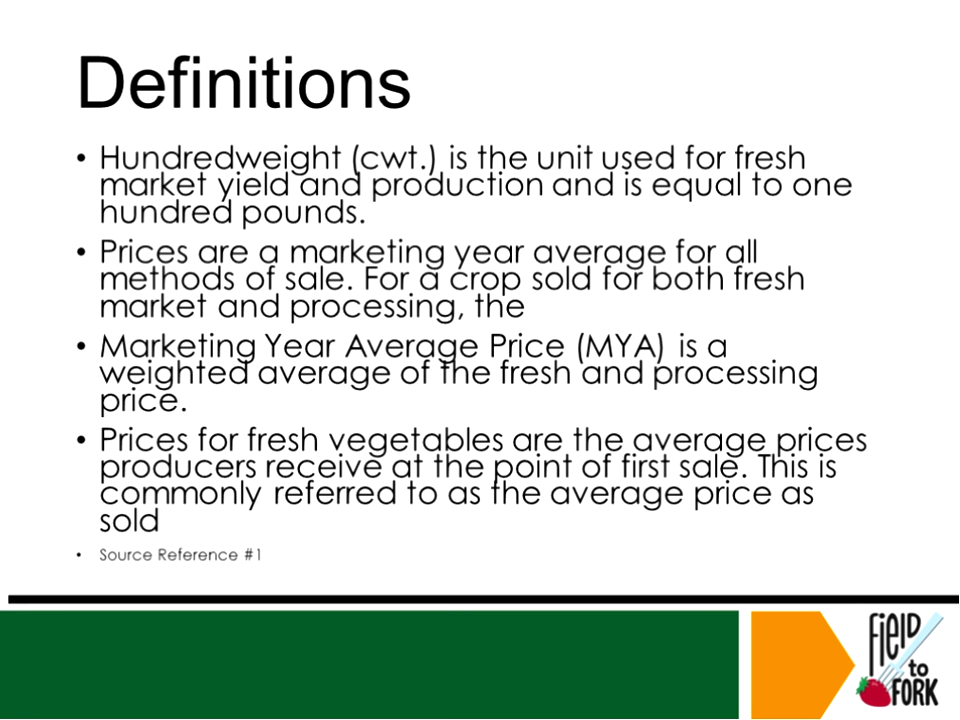 Definitions
• Hundredweight (cwt.) is the unit used for fresh
market yield and production and is equal to one
hundred pounds.
• Prices are a marketing year average for all
methods of sale. For a crop sold for both fresh
market and processing, the
• Marketing Year Average Price (MYA) is a
weighted average of the fresh and processing
price.
• Prices for fresh vegetables are the average prices
producers receive at the point of first sale. This is
commonly referred to as the average price as
sold
• Source Reference #1
FielD
to
FORK